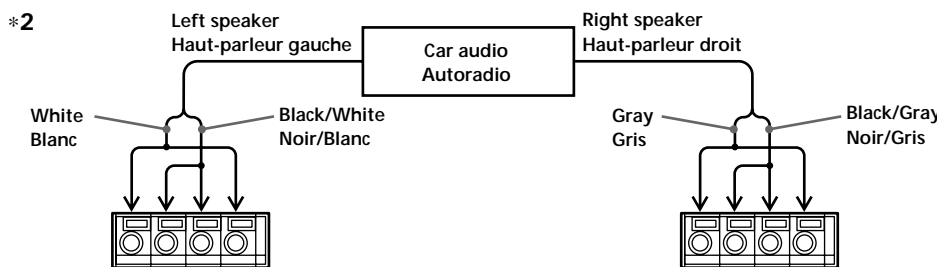 *2
Left speaker
Haut-parleur gauche
Car audio
Autoradio
Right speaker
Haut-parleur droit
White
Blanc
Black/White
Noir/Blanc
Gray
Gris
Black/Gray
Noir/Gris